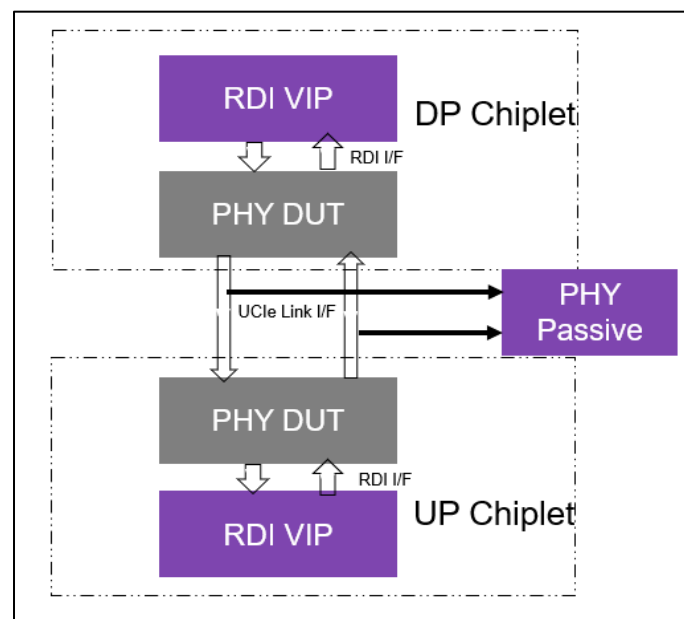 RDI VIP
DP Chiplet
RDI I/F
PHY DUT
UCIe Link I/F
PHY
Passive
PHY DUT
RDI I/F
RDI VIP
UP Chiplet